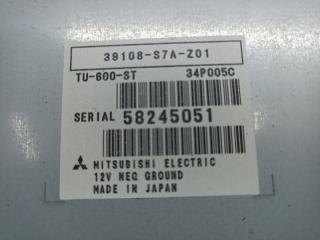 39108-S7A-Z01
TU-600-ST 34P005C
SERIAL 58245051
MITSUBISHI ELECTRIC
12V NEG GROUND
MADE IN JAPAN